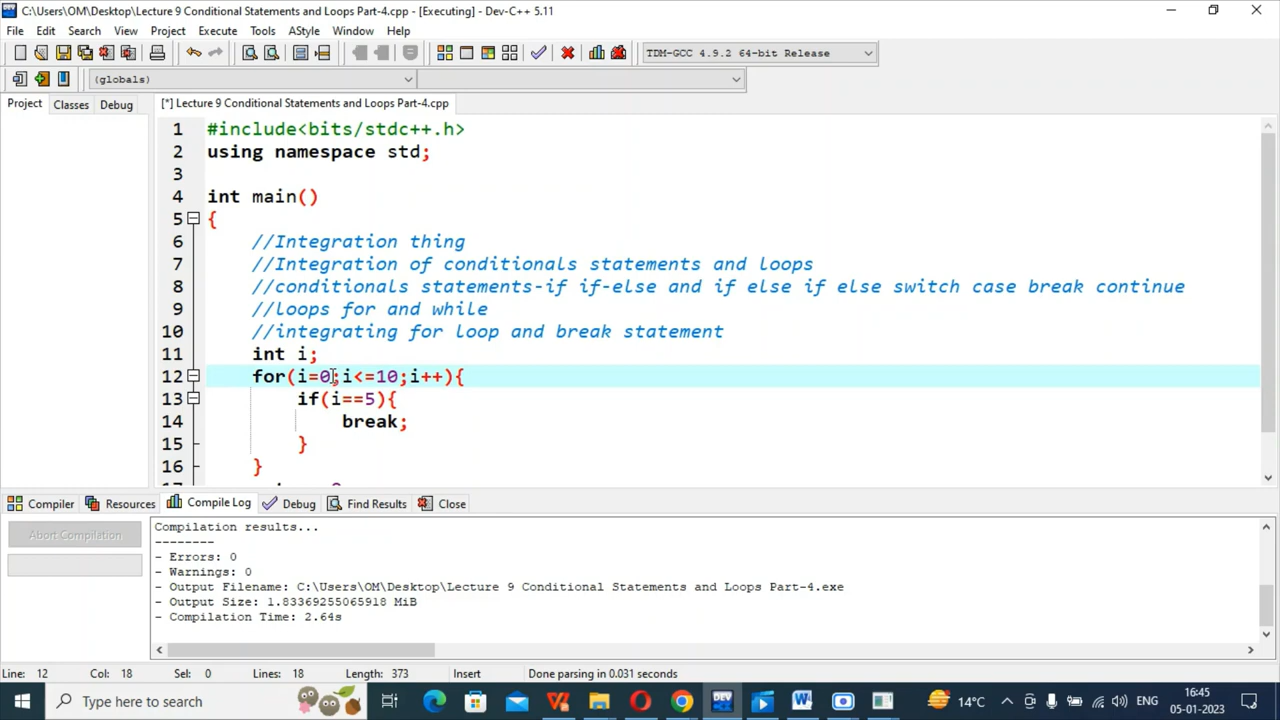 C:\Users\OM\Desktop\Lecture 9 Conditional Statements and Loops Part-4.cpp - [Executing] - Dev-C++ 5.11
File Edit Search View Project Execute Tools AStyle Window Help
TDM-GCC 4.9.2 64-bit Release
(globals)
Project Classes Debug [*] Lecture 9 Conditional Statements and Loops Part-4.cpp
1 #include<bits/stdc++.h>
2 using namespace std;
3
4 int main()
5 {
6 //Integration thing
7 //Integration of conditionals statements and loops
8 //conditionals statements-if if-else and if else if else switch case break continue
9 //loops for and while
10 //integrating for loop and break statement
11 int i;
12 for(i=0;i<=10;i++){
13 if(i==5){
14 break;
15 }
16 }
17
Compiler Resources Compile Log Debug Find Results Close
Abort Compilation
Compilation results...
--------
- Errors: 0
- Warnings: 0
- Output Filename: C:\Users\OM\Desktop\Lecture 9 Conditional Statements and Loops Part-4.exe
- Output Size: 1.83369255065918 MiB
- Compilation Time: 2.64s
Line: 12 Col: 18 Sel: 0 Lines: 18 Length: 373 Insert Done parsing in 0.031 seconds
Type here to search
DEV
14°C ENG 16:45
05-01-2023